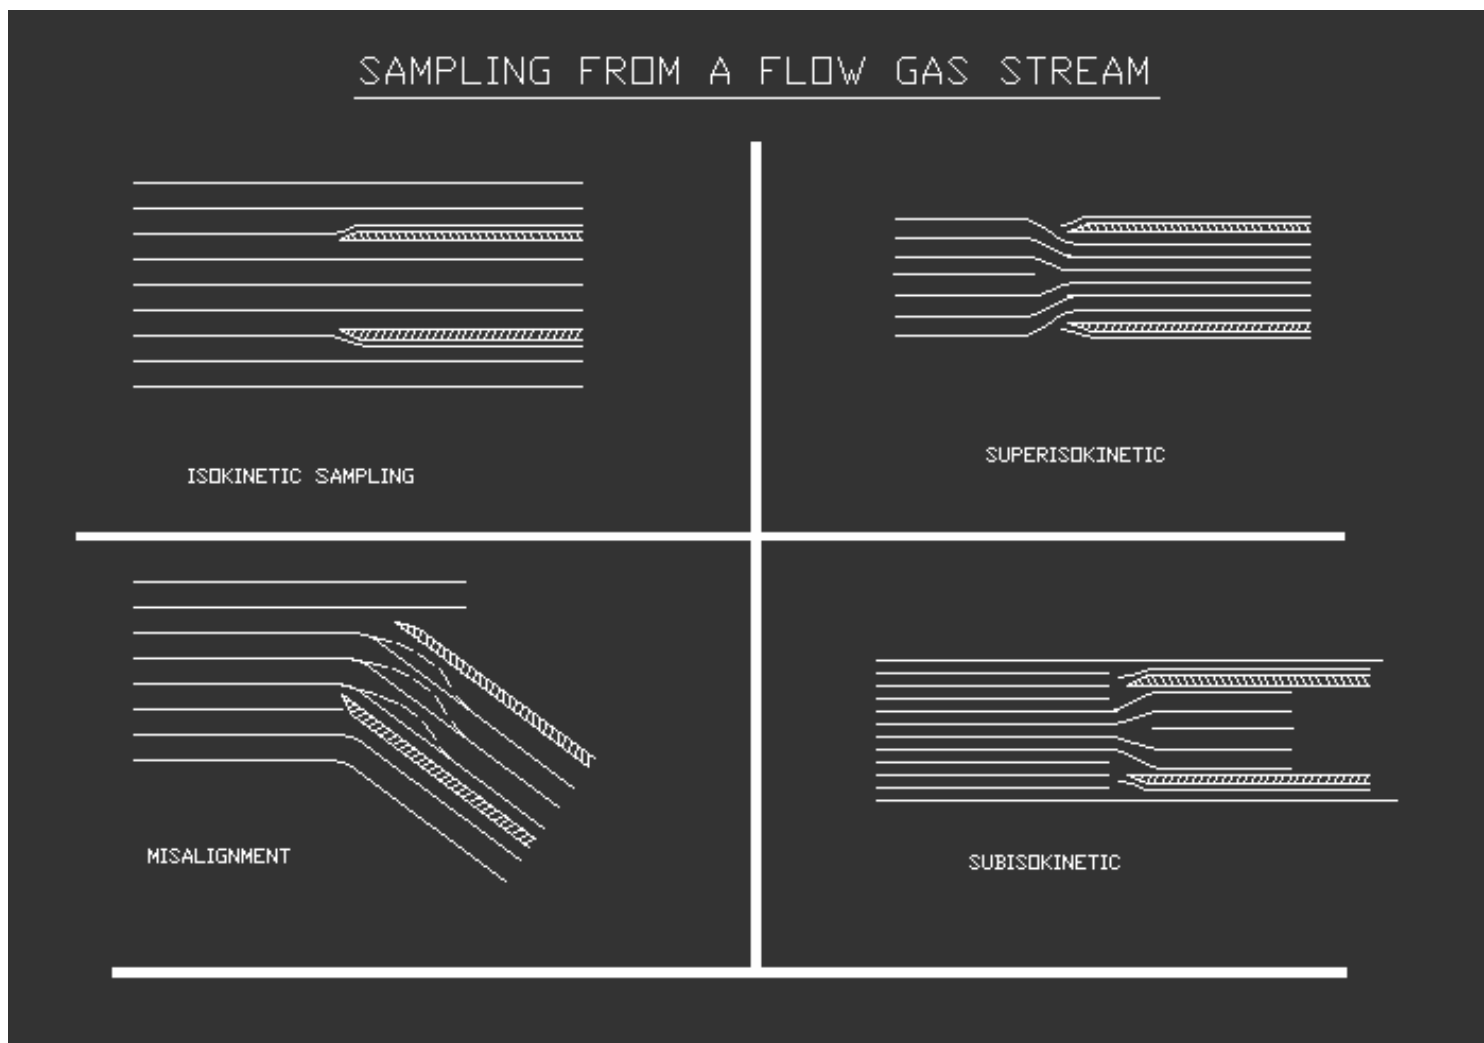 SAMPLING FROM A FLOW GAS STREAM
ISOKINETIC SAMPLING
SUPERISOKINETIC
MISALIGNMENT
SUBISOKINETIC